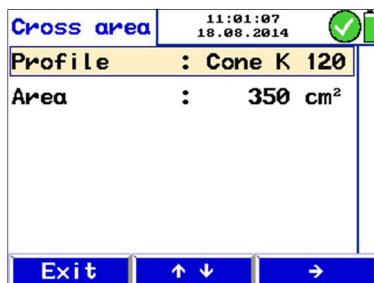 Cross area
11:01:07
18.08.2014
Profile : Cone K 120
Area : 350 cm²
Exit ↑ ↓ →